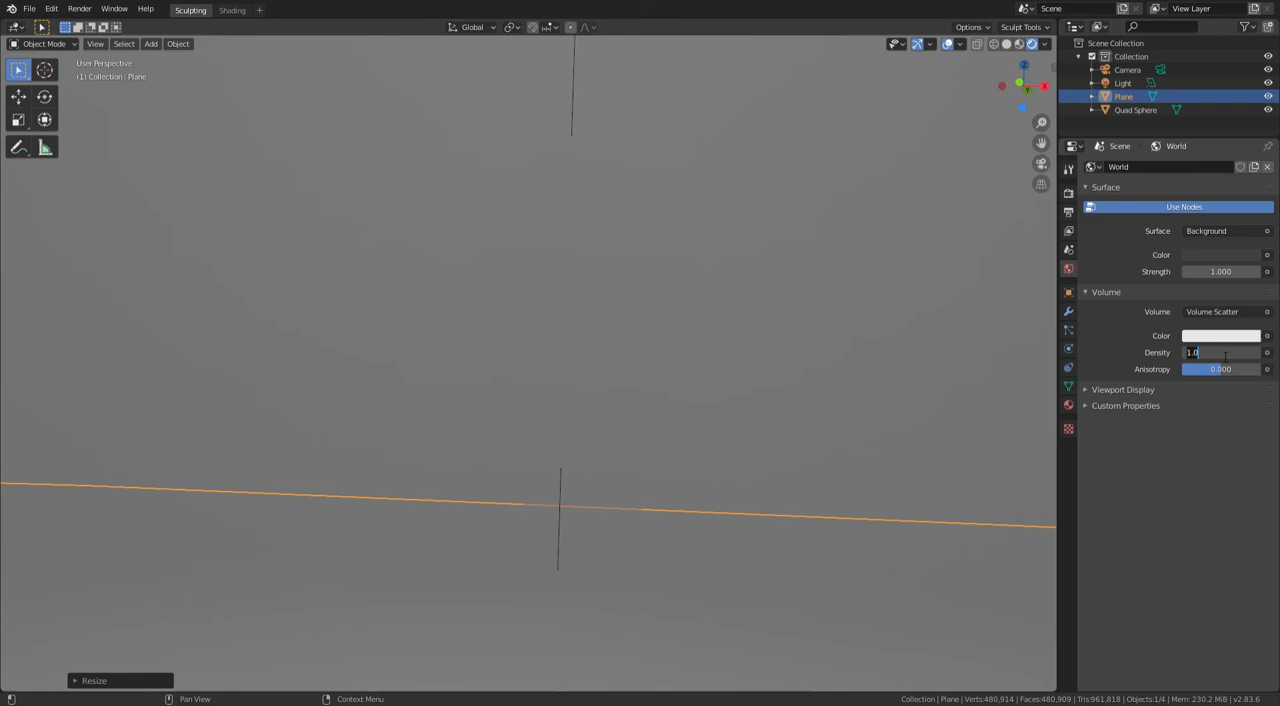 File Edit Render Window Help Sculpting Shading + Scene View Layer
Global Options Sculpt Tools
Object Mode View Select Add Object
User Perspective
(1) Collection | Plane
Z
X
Y
Scene Collection
Collection
Camera
Light
Plane
Quad Sphere
Scene World
World
Surface
Use Nodes
Surface Background
Color
Strength 1.000
Volume
Volume Volume Scatter
Color
Density 1.0
Anisotropy 0.000
Viewport Display
Custom Properties
Resize
Pan View Context Menu Collection | Plane | Verts:480,914 | Faces:480,909 | Tris:961,818 | Objects:1/4 | Mem: 230.2 MiB | v2.83.6